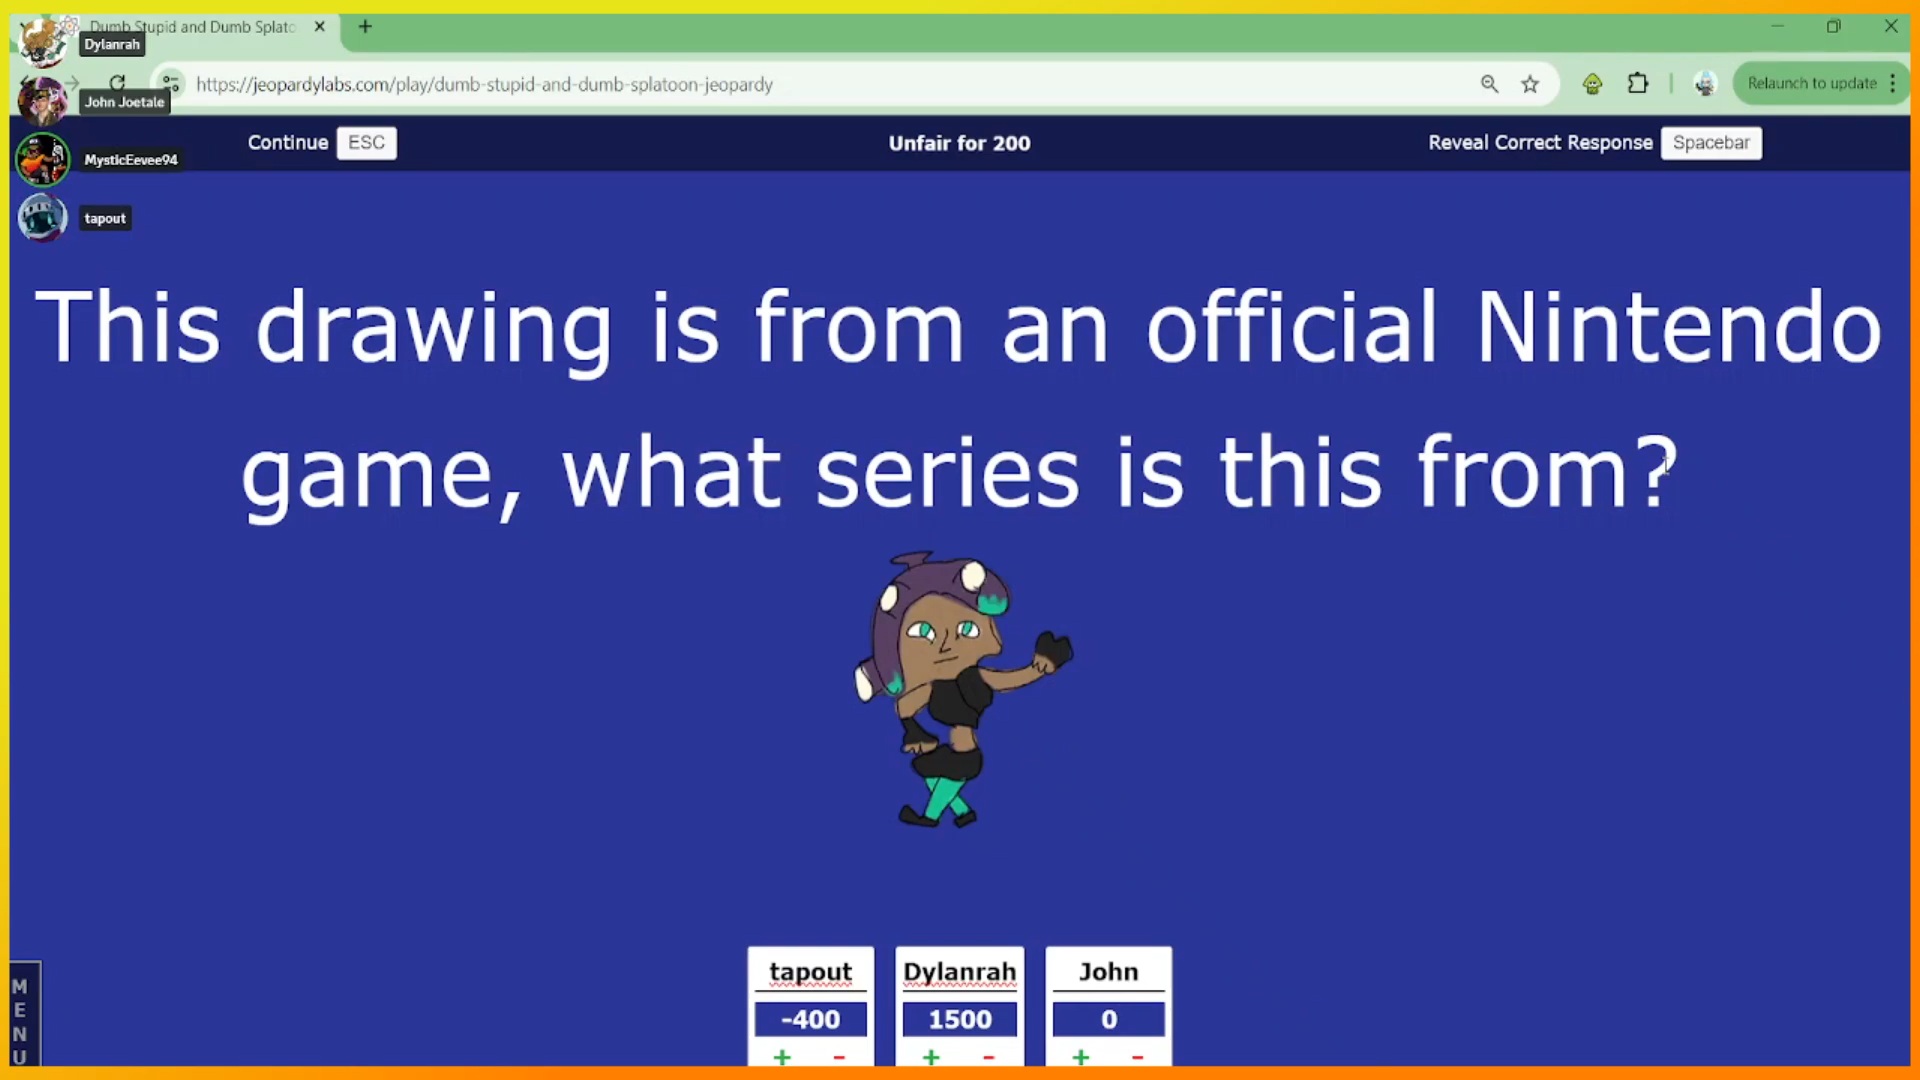 Dumb Stupid and Dumb Splato
Dylanrah
https://jeopardylabs.com/play/dumb-stupid-and-dumb-splatoon-jeopardy
Relaunch to update
John Joetale
Continue ESC
Unfair for 200
Reveal Correct Response Spacebar
MysticEevee94
tapout
This drawing is from an official Nintendo
game, what series is this from?
tapout
-400
+ -
Dylanrah
1500
+ -
John
0
+ -
MENU